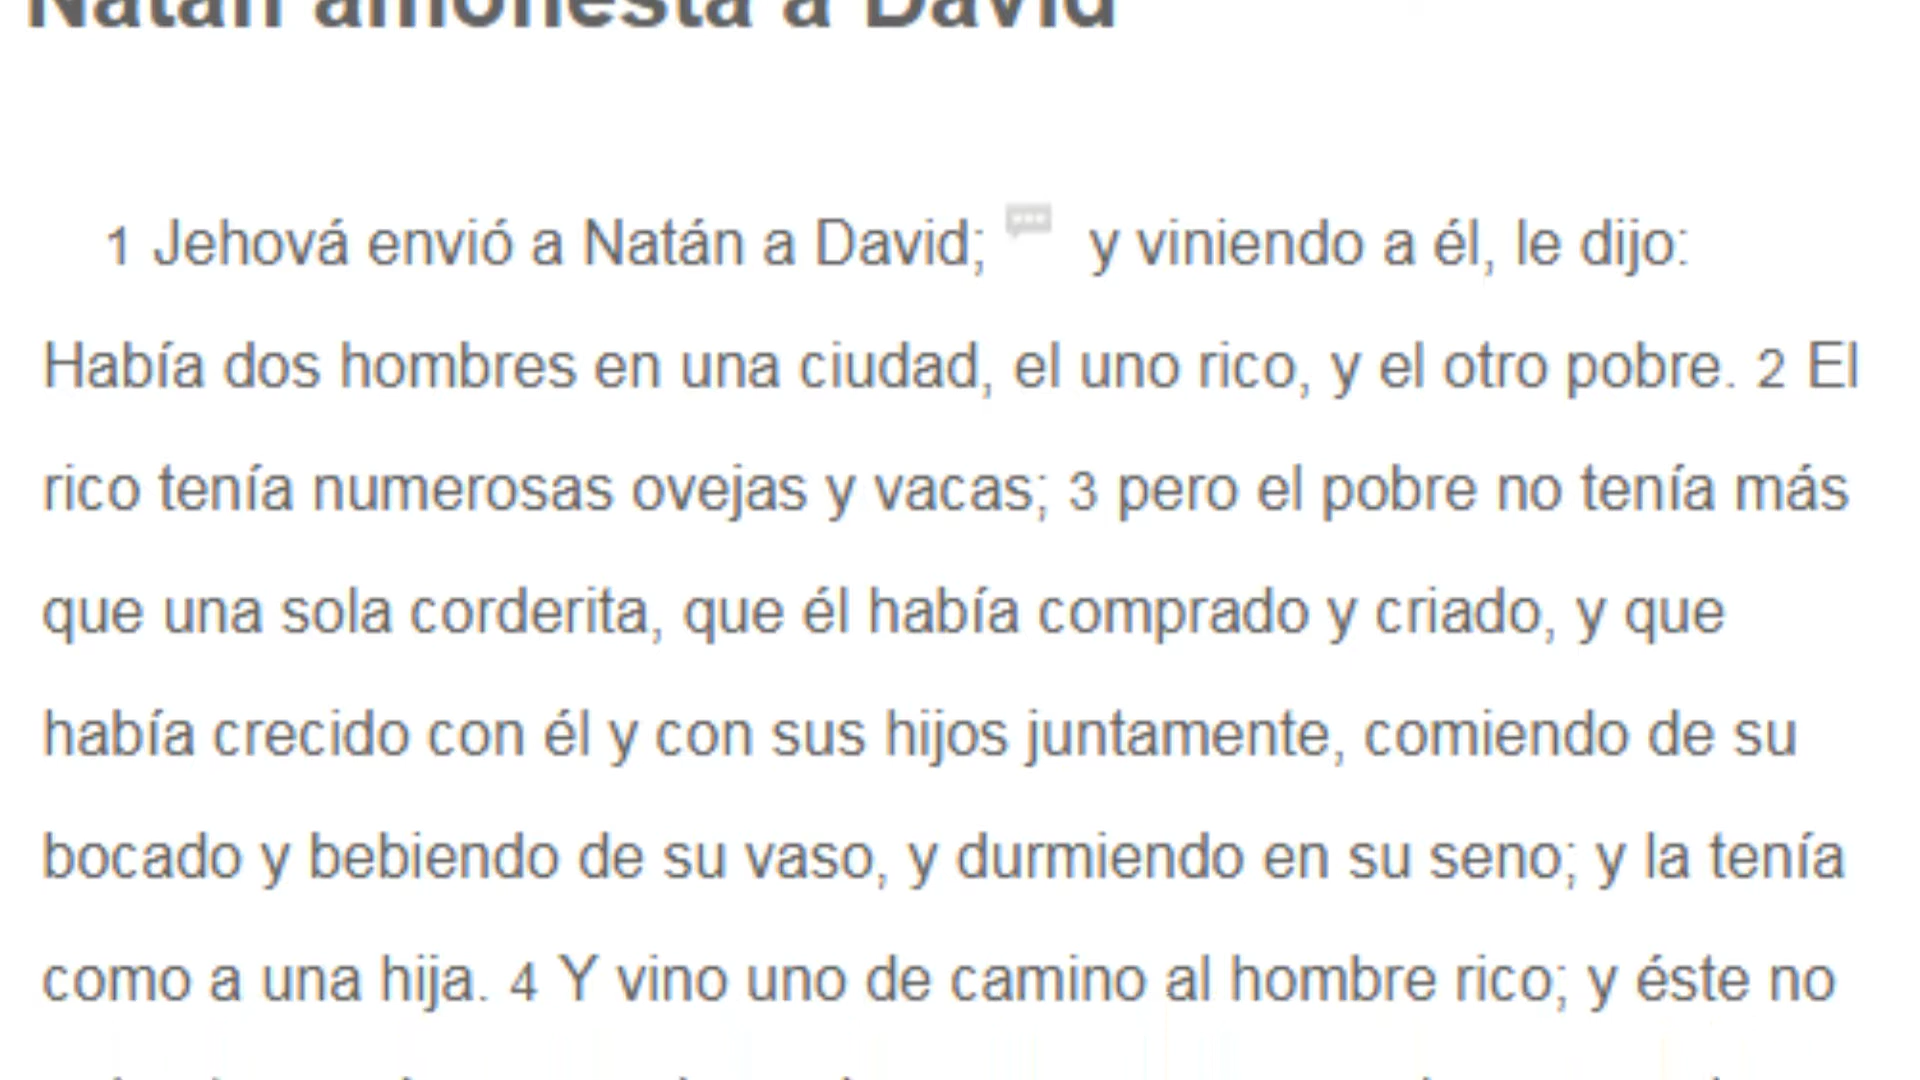 Natán amonesta a David
1 Jehová envió a Natán a David; y viniendo a él, le dijo:
Había dos hombres en una ciudad, el uno rico, y el otro pobre. 2 El
rico tenía numerosas ovejas y vacas; 3 pero el pobre no tenía más
que una sola corderita, que él había comprado y criado, y que
había crecido con él y con sus hijos juntamente, comiendo de su
bocado y bebiendo de su vaso, y durmiendo en su seno; y la tenía
como a una hija. 4 Y vino uno de camino al hombre rico; y éste no